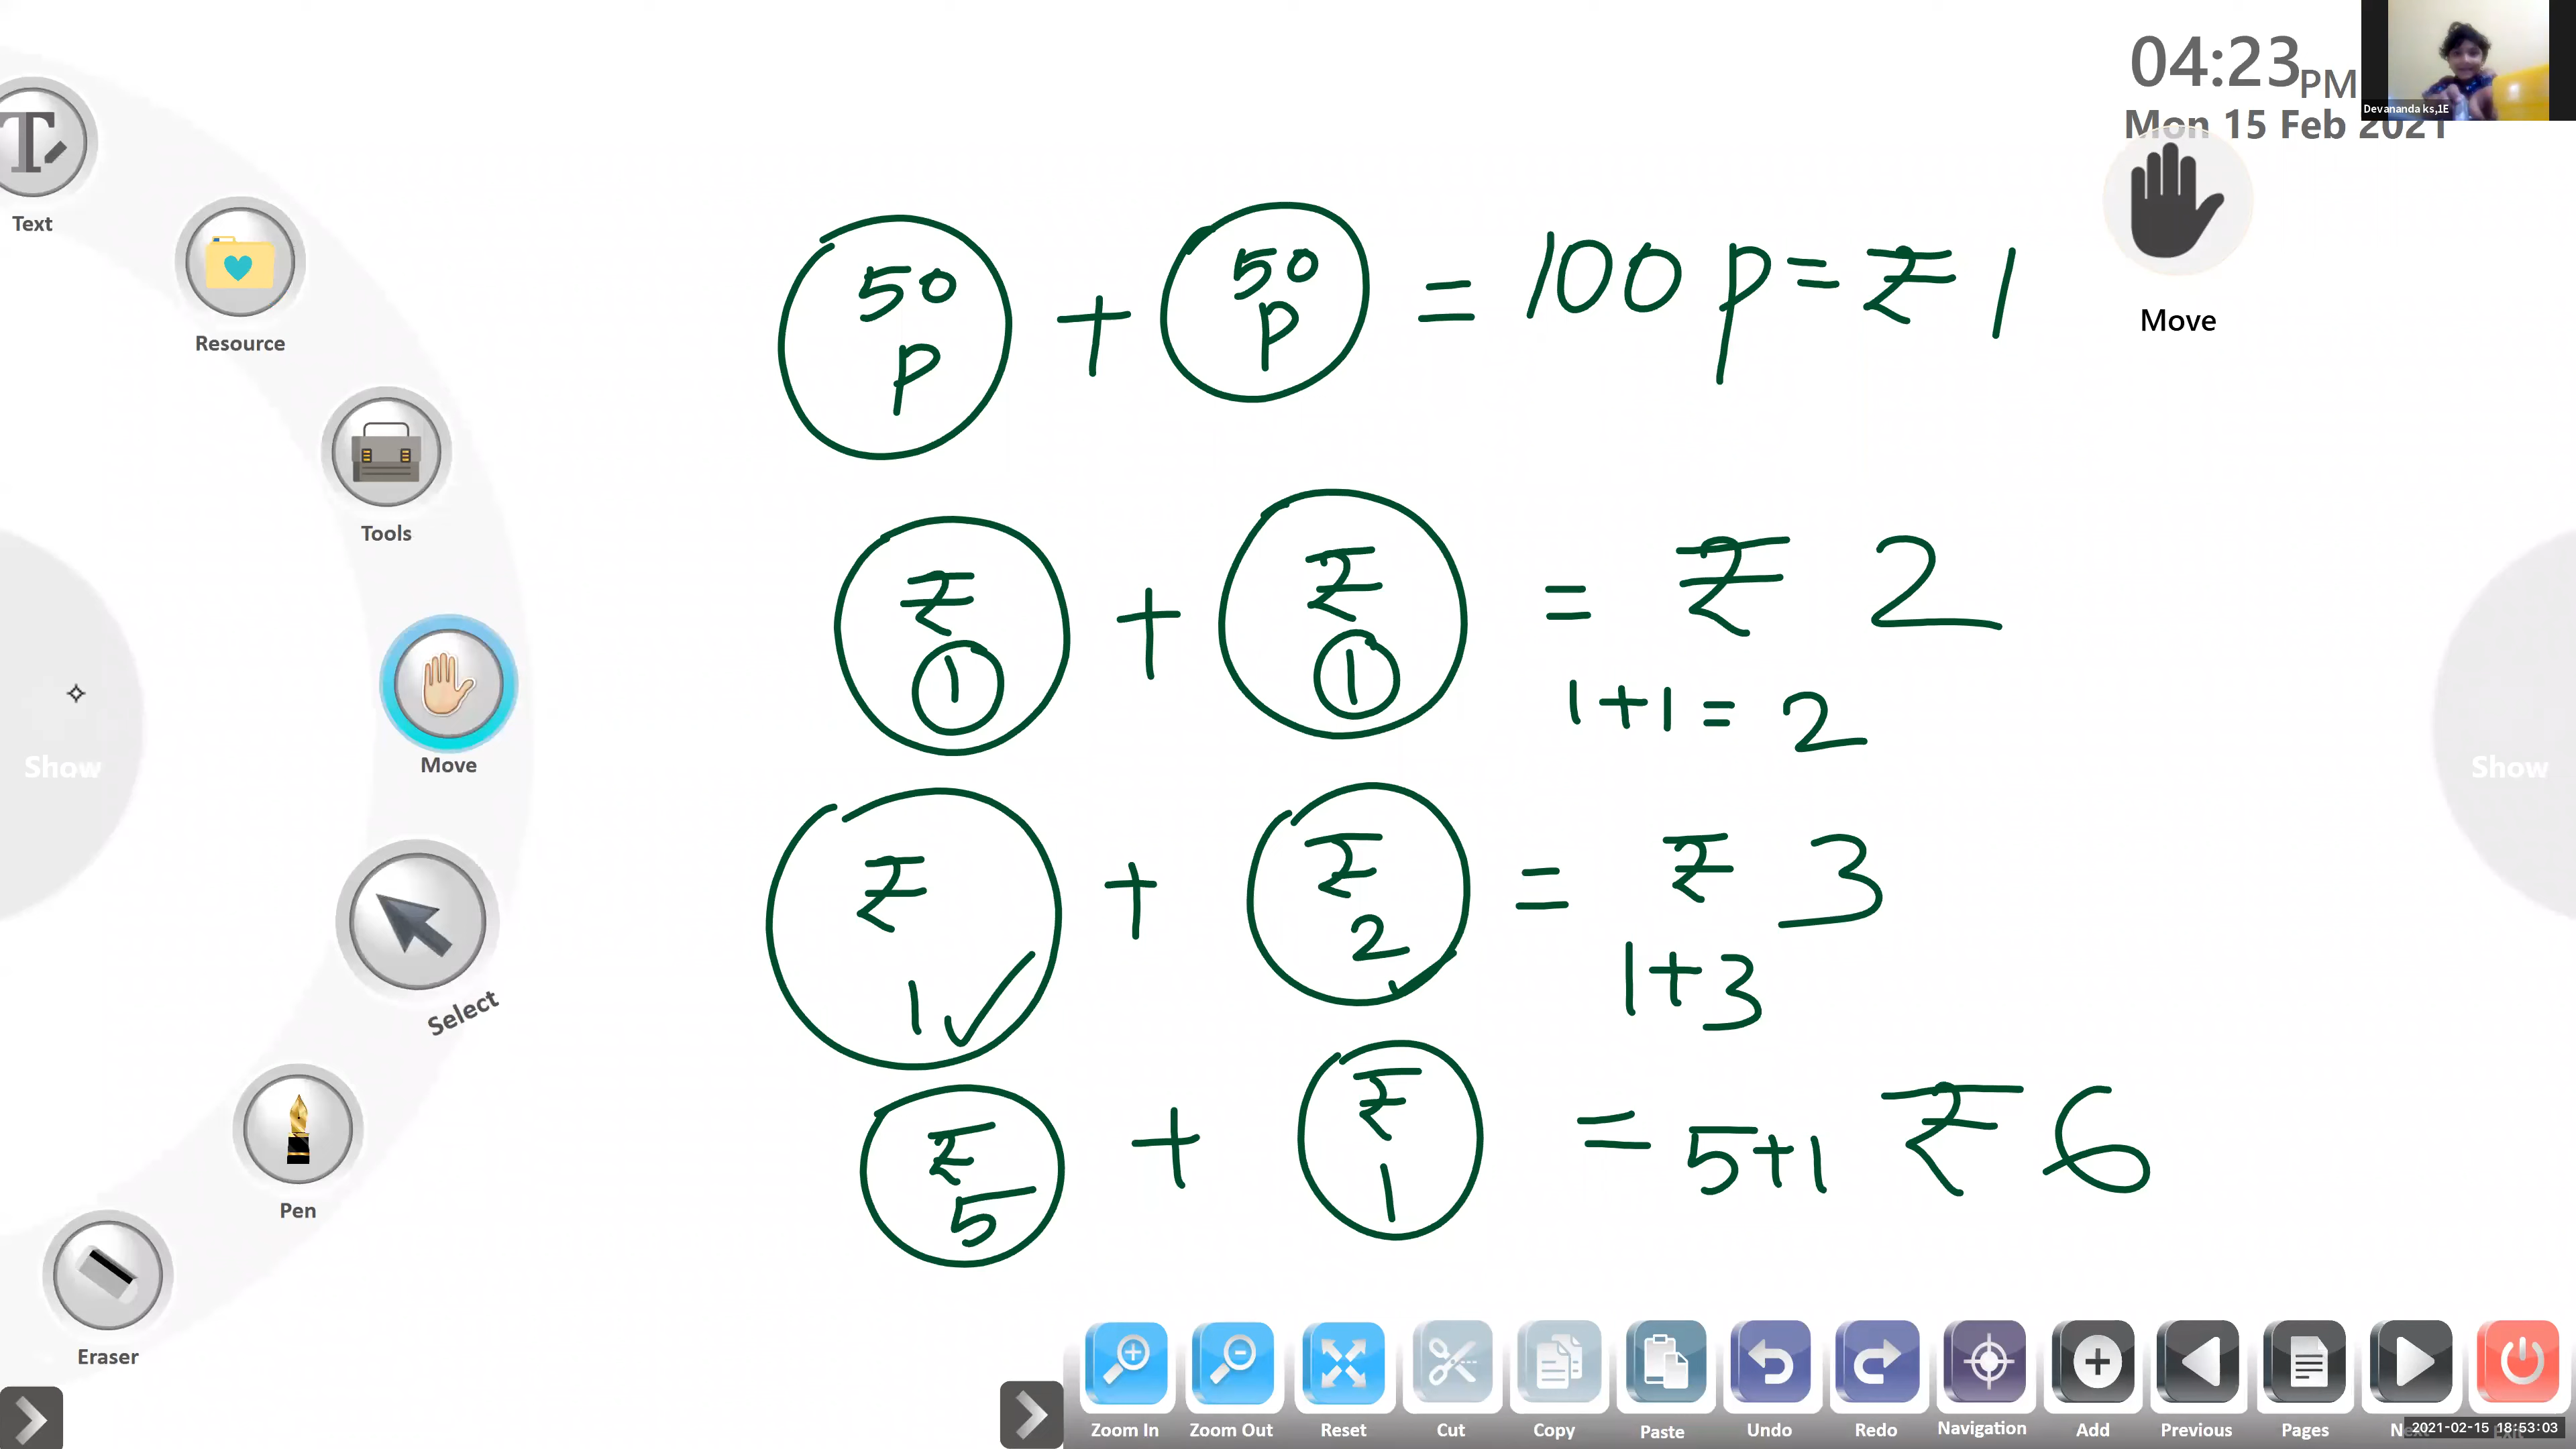 04:23 PM
Devananda ks,1E
Mon 15 Feb 2021
Text
Resource
Tools
Move
Select
Pen
Eraser
Show
Move
Show
50 p + 50 p = 100 p = ₹ 1
₹ 1 + ₹ 1 = ₹ 2
1+1 = 2
₹ 1 + ₹ 2 = ₹ 3
1+3
₹ 5 + ₹ 1 = 5+1 ₹ 6
Zoom In
Zoom Out
Reset
Cut
Copy
Paste
Undo
Redo
Navigation
Add
Previous
Pages
2021-02-15 18:53:03